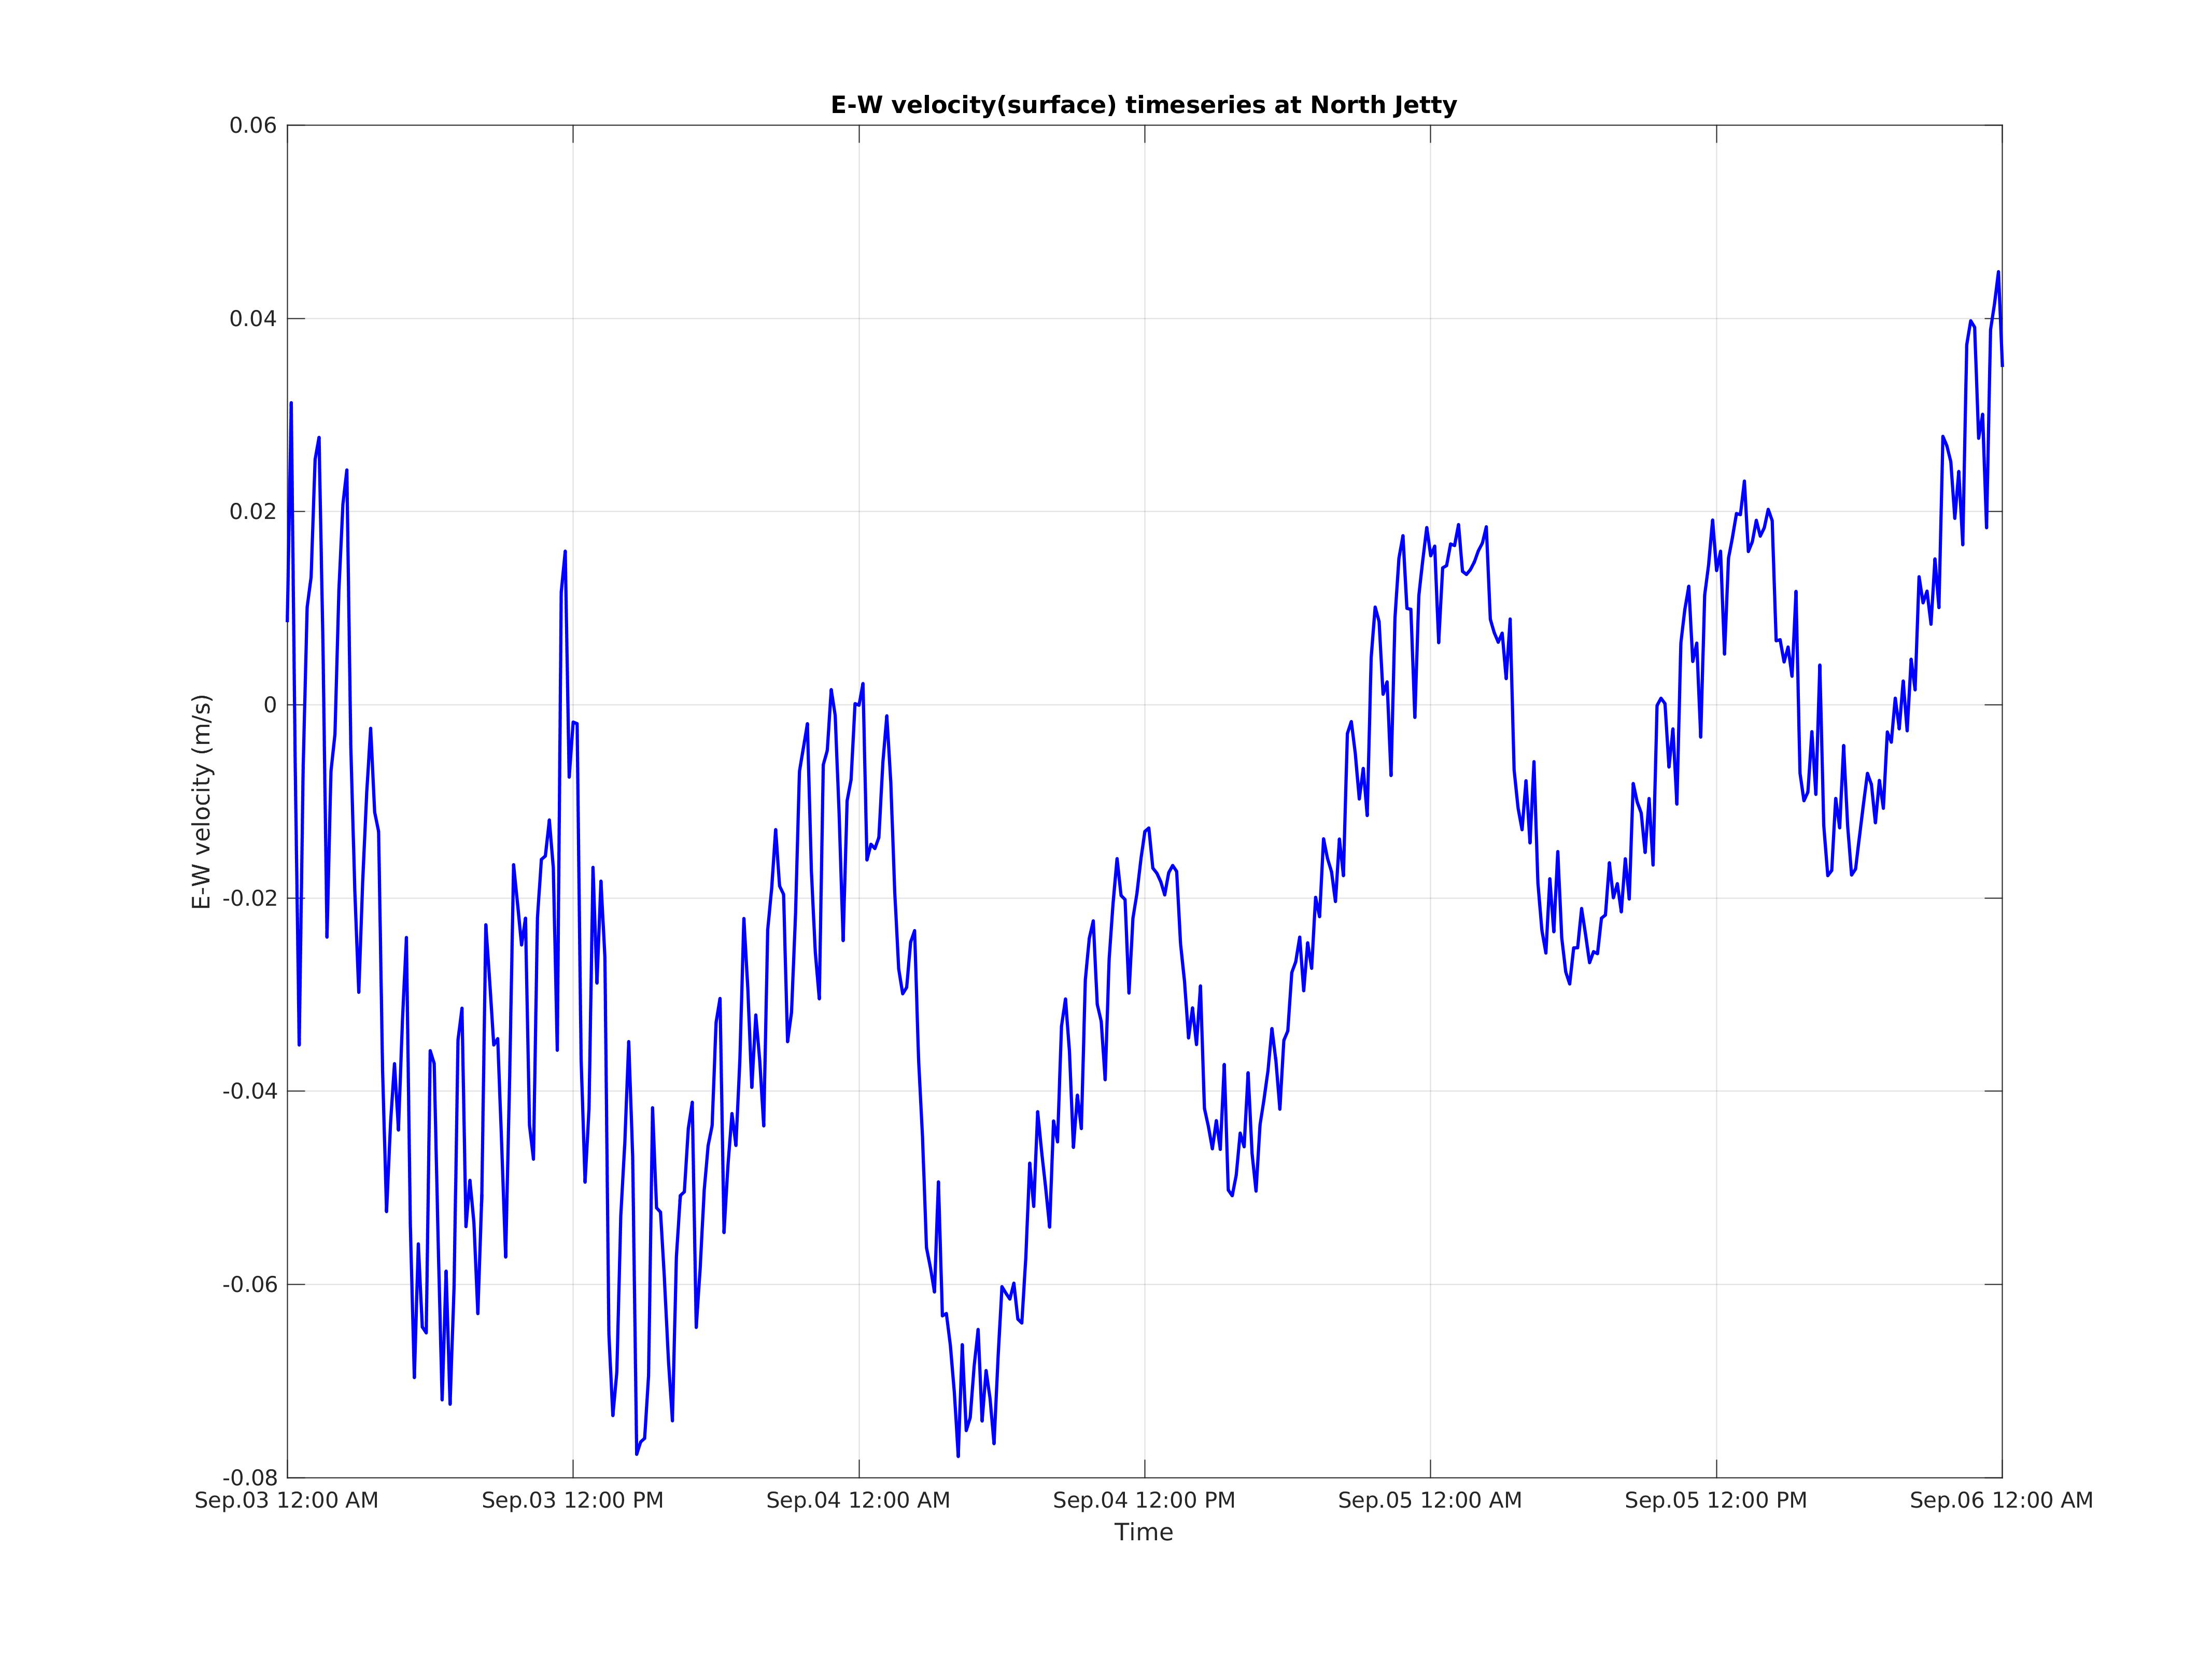 E-W velocity(surface) timeseries at North Jetty
0.06
0.04
0.02
0
-0.02
-0.04
-0.06
-0.08
E-W velocity (m/s)
Sep.03 12:00 AM
Sep.03 12:00 PM
Sep.04 12:00 AM
Sep.04 12:00 PM
Sep.05 12:00 AM
Sep.05 12:00 PM
Sep.06 12:00 AM
Time